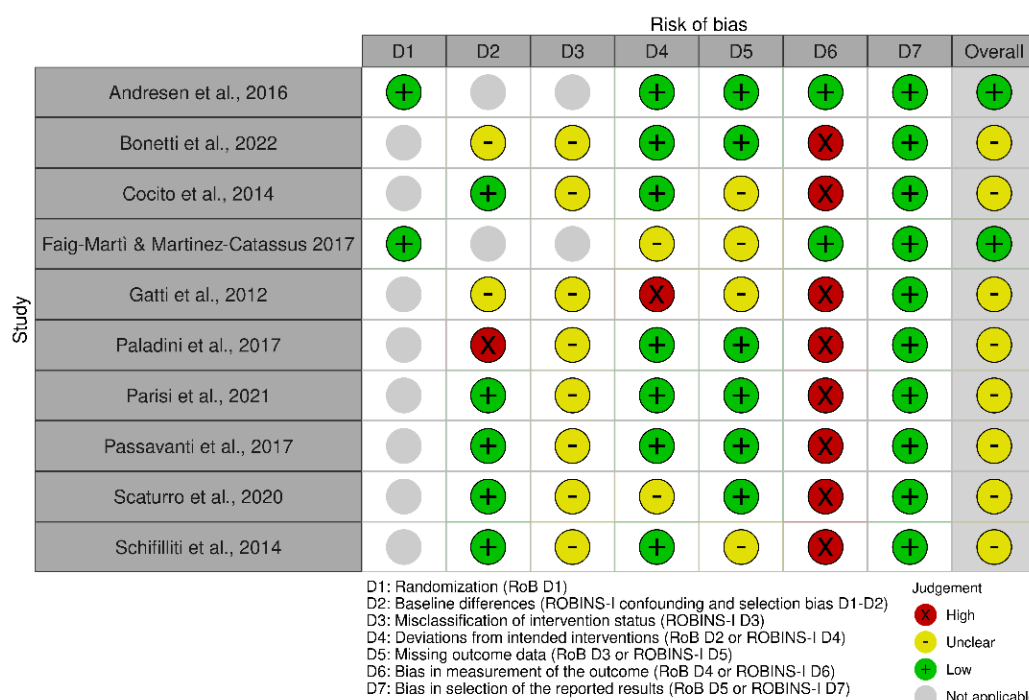 Risk of bias
D1 D2 D3 D4 D5 D6 D7 Overall
Study
Andresen et al., 2016 + + + + + +
Bonetti et al., 2022 - - + + X + -
Cocito et al., 2014 + - + - X + -
Faig-Martì & Martinez-Catassus 2017 + - - + + +
Gatti et al., 2012 - - X - X + -
Paladini et al., 2017 X - + + X + -
Parisi et al., 2021 + - + + X + -
Passavanti et al., 2017 + - + + X + -
Scaturro et al., 2020 + - - + X + -
Schifilliti et al., 2014 + - + - X + -
D1: Randomization (RoB D1)
D2: Baseline differences (ROBINS-I confounding and selection bias D1-D2)
D3: Misclassification of intervention status (ROBINS-I D3)
D4: Deviations from intended interventions (RoB D2 or ROBINS-I D4)
D5: Missing outcome data (RoB D3 or ROBINS-I D5)
D6: Bias in measurement of the outcome (RoB D4 or ROBINS-I D6)
D7: Bias in selection of the reported results (RoB D5 or ROBINS-I D7)
Judgement
X High
- Unclear
+ Low
Not applicabl